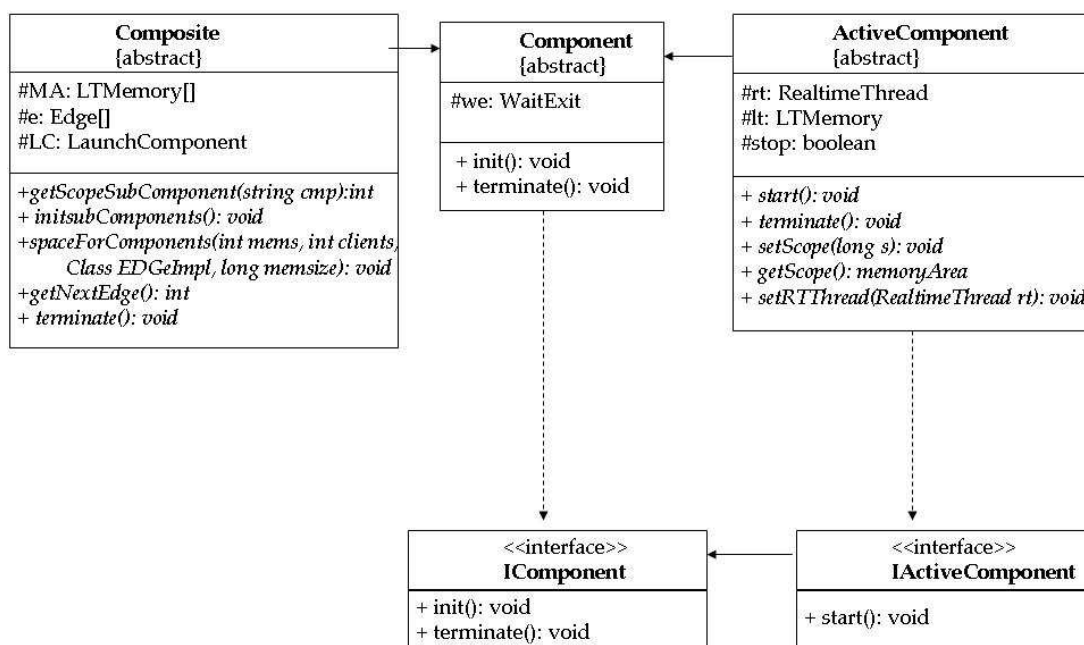 Composite
{abstract}
#MA: LTMemory[]
#e: Edge[]
#LC: LaunchComponent
+getScopeSubComponent(string cmp):int
+ initsubComponents(): void
+spaceForComponents(int mems, int clients,
Class EDGeImpl, long memsize): void
+getNextEdge(): int
+ terminate(): void
Component
{abstract}
#we: WaitExit
+ init(): void
+ terminate(): void
ActiveComponent
{abstract}
#rt: RealtimeThread
#lt: LTMemory
#stop: boolean
+ start(): void
+ terminate(): void
+ setScope(long s): void
+ getScope(): memoryArea
+ setRTThread(RealtimeThread rt): void
<<interface>>
IComponent
+ init(): void
+ terminate(): void
<<interface>>
IActiveComponent
+ start(): void